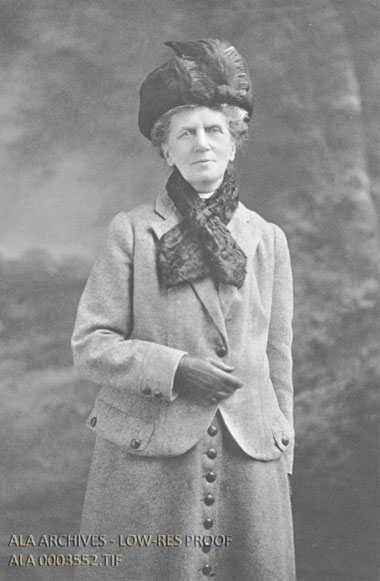 ALA ARCHIVES - LOW-RES PROOF
ALA 0003552.TIF